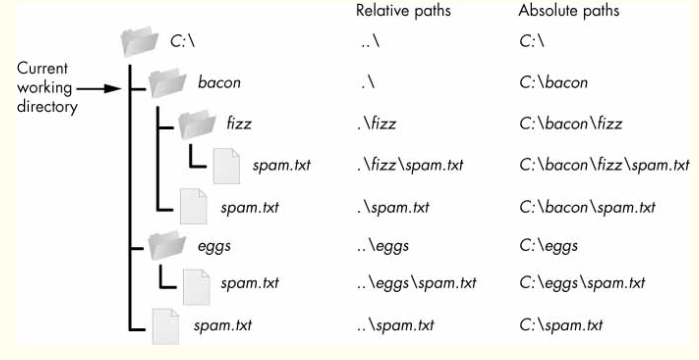 Relative paths Absolute paths
C:\ ..\ C:\
Current
working
directory
bacon .\ C:\bacon
fizz .\fizz C:\bacon\fizz
spam.txt .\fizz\spam.txt C:\bacon\fizz\spam.txt
spam.txt .\spam.txt C:\bacon\spam.txt
eggs ..\eggs C:\eggs
spam.txt ..\eggs\spam.txt C:\eggs\spam.txt
spam.txt ..\spam.txt C:\spam.txt